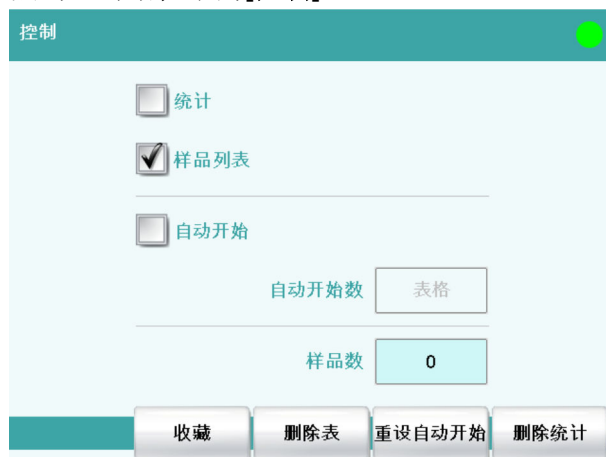 控制
统计
样品列表
自动开始
自动开始数 表格
样品数 0
收藏 删除表 重设自动开始 删除统计